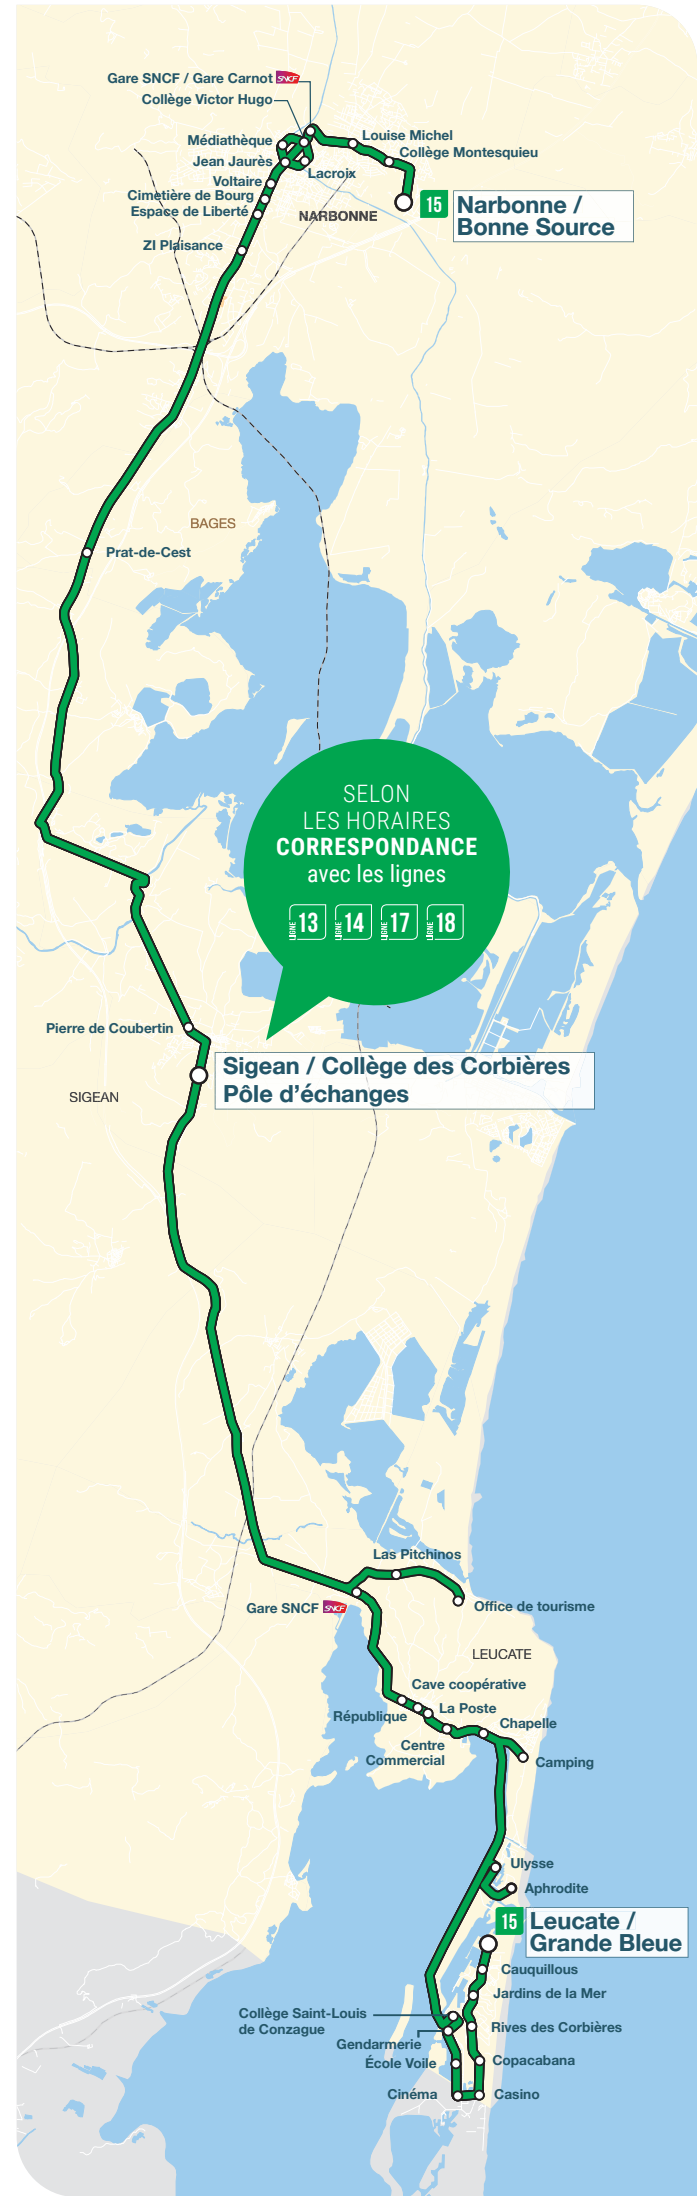 Gare SNCF / Gare Carnot SNCF
Collège Victor Hugo
Médiathèque
Louise Michel
Collège Montesquieu
Jean Jaurès
Lacroix
Voltaire
Cimetière de Bourg
Espace de Liberté
NARBONNE
15
Narbonne /
Bonne Source
ZI Plaisance
BAGES
Prat-de-Cest
SELON
LES HORAIRES
CORRESPONDANCE
avec les lignes
LIGNE 13 LIGNE 14 LIGNE 17 LIGNE 18
Pierre de Coubertin
Sigean / Collège des Corbières
Pôle d'échanges
SIGEAN
Las Pitchinos
Gare SNCF SNCF
Office de tourisme
LEUCATE
Cave coopérative
République
La Poste
Chapelle
Centre
Commercial
Camping
Ulysse
Aphrodite
15
Leucate /
Grande Bleue
Cauquillous
Jardins de la Mer
Collège Saint-Louis
de Conzague
Rives des Corbières
Gendarmerie
École Voile
Copacabana
Cinéma
Casino